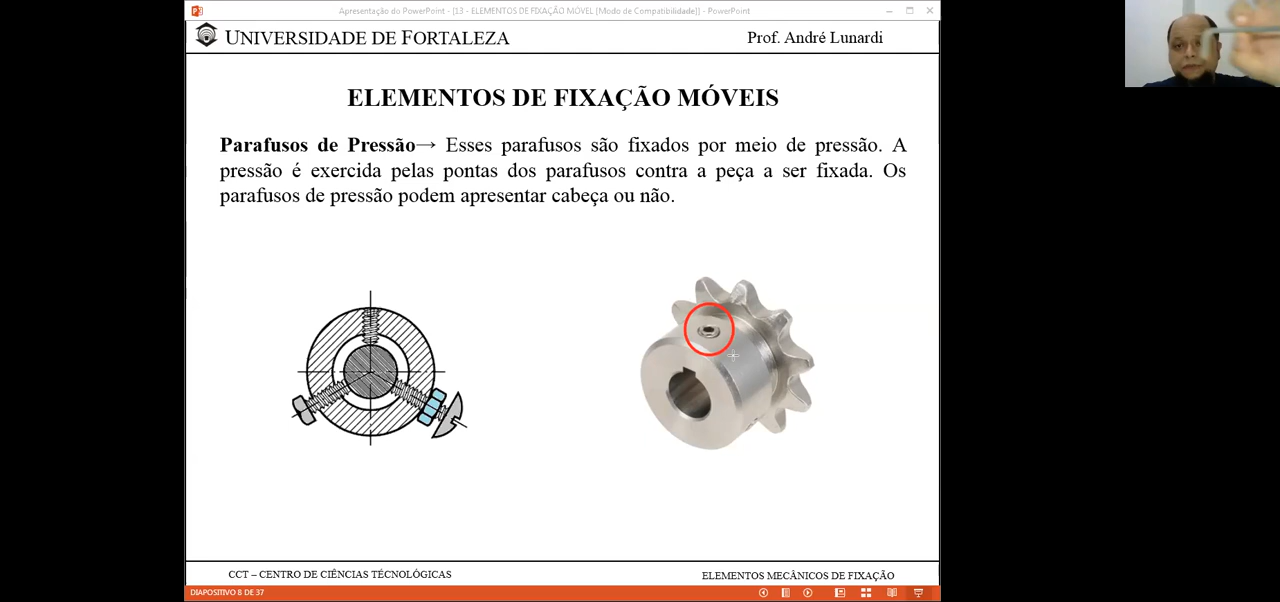 Apresentação do PowerPoint - [13 - ELEMENTOS DE FIXAÇÃO MÓVEL [Modo de Compatibilidade]] - PowerPoint
UNIVERSIDADE DE FORTALEZA
Prof. André Lunardi
ELEMENTOS DE FIXAÇÃO MÓVEIS
Parafusos de Pressão→ Esses parafusos são fixados por meio de pressão. A
pressão é exercida pelas pontas dos parafusos contra a peça a ser fixada. Os
parafusos de pressão podem apresentar cabeça ou não.
CCT – CENTRO DE CIÊNCIAS TÉCNOLÓGICAS
ELEMENTOS MECÂNICOS DE FIXAÇÃO
DIAPOSITIVO 8 DE 37